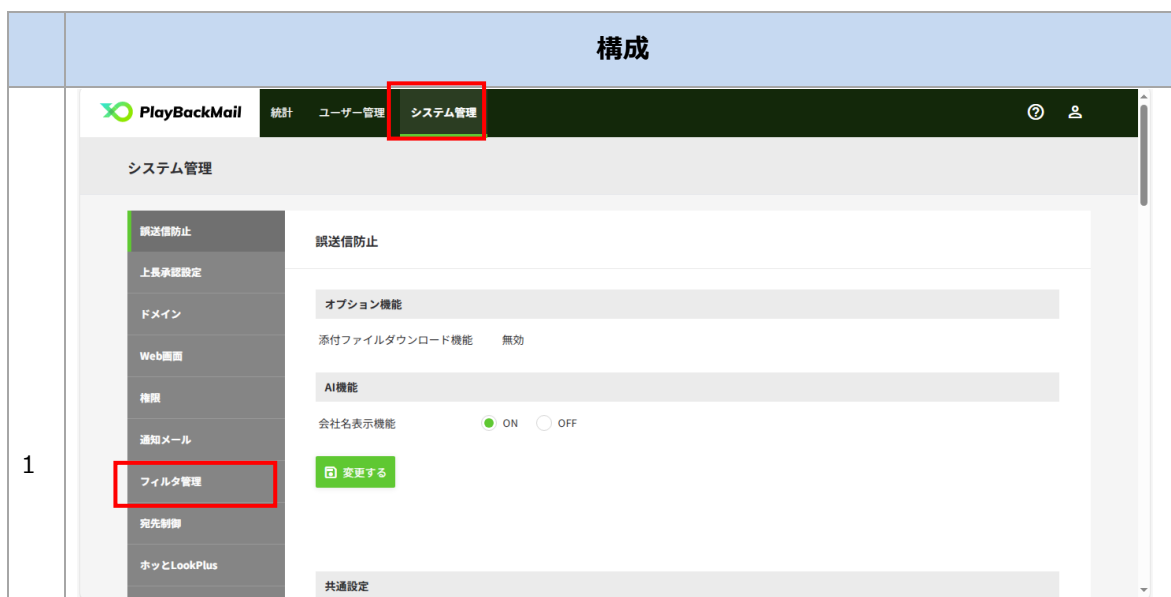 構成
PlayBackMail 統計 ユーザー管理 システム管理
システム管理
誤送信防止
上長承認設定
ドメイン
Web画面
権限
通知メール
フィルタ管理
宛先制御
ホッとLookPlus
誤送信防止
オプション機能
添付ファイルダウンロード機能 無効
AI機能
会社名表示機能 ON OFF
変更する
共通設定
1